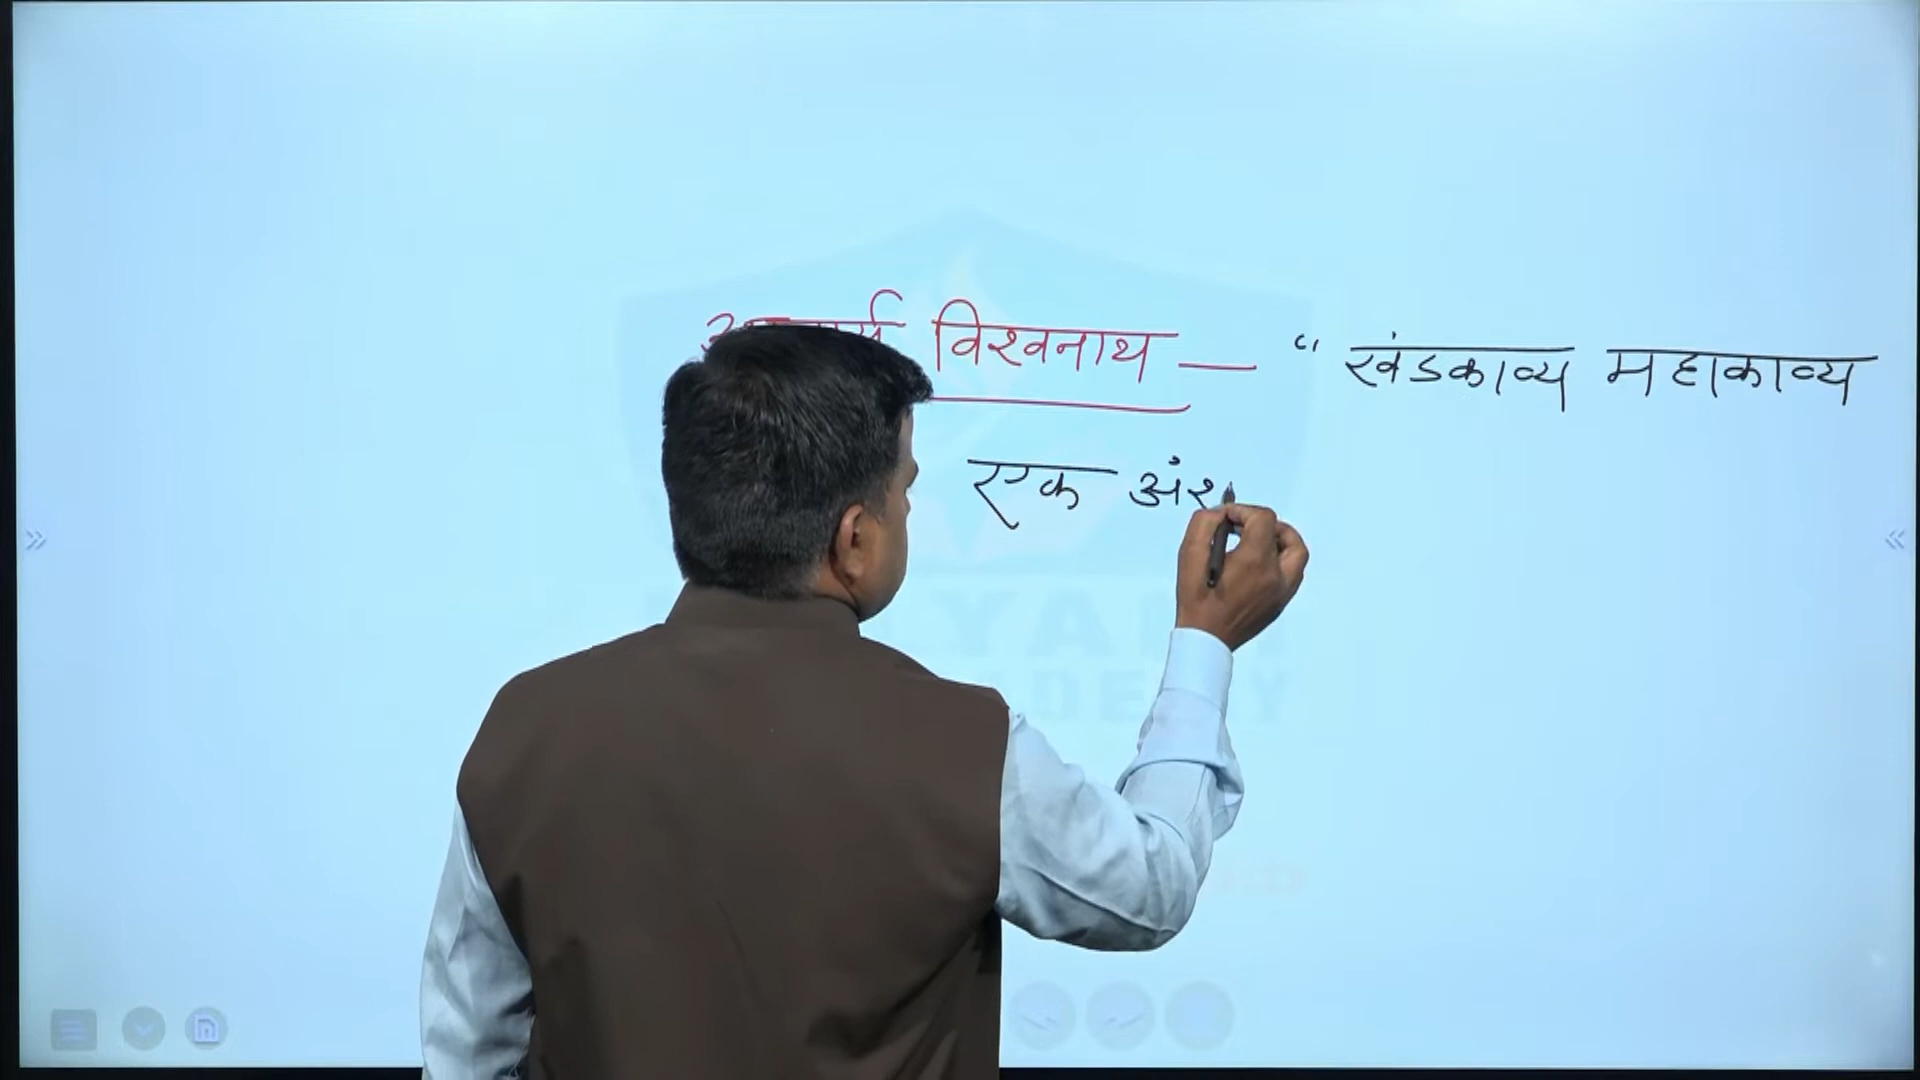 विश्वनाथ — " खंडकाव्य महाकाव्य
एक